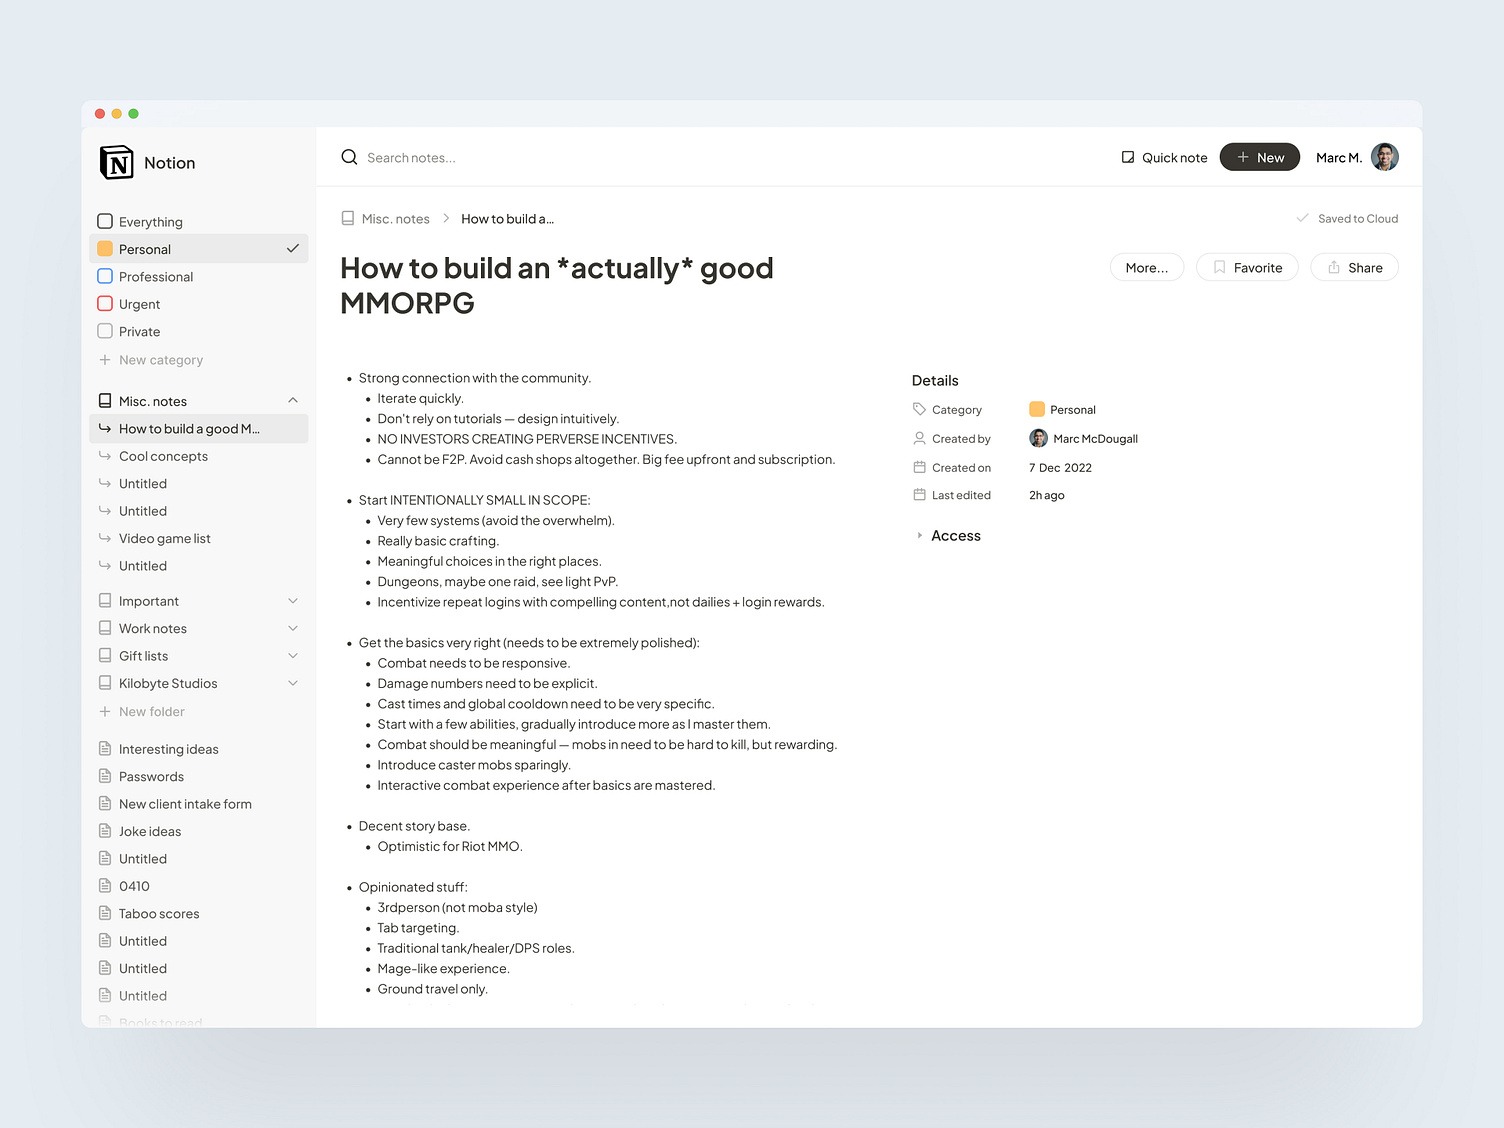 Notion
Search notes...
Quick note
New
Marc M.
Everything
Personal
Professional
Urgent
Private
New category
Misc. notes
How to build a good M...
Cool concepts
Untitled
Untitled
Video game list
Untitled
Important
Work notes
Gift lists
Kilobyte Studios
New folder
Interesting ideas
Passwords
New client intake form
Joke ideas
Untitled
0410
Taboo scores
Untitled
Untitled
Untitled
Books to read
Misc. notes
How to build a...
Saved to Cloud
How to build an *actually* good
MMORPG
More...
Favorite
Share
Strong connection with the community.
Iterate quickly.
Don't rely on tutorials — design intuitively.
NO INVESTORS CREATING PERVERSE INCENTIVES.
Cannot be F2P. Avoid cash shops altogether. Big fee upfront and subscription.
Start INTENTIONALLY SMALL IN SCOPE:
Very few systems (avoid the overwhelm).
Really basic crafting.
Meaningful choices in the right places.
Dungeons, maybe one raid, see light PvP.
Incentivize repeat logins with compelling content,not dailies + login rewards.
Get the basics very right (needs to be extremely polished):
Combat needs to be responsive.
Damage numbers need to be explicit.
Cast times and global cooldown need to be very specific.
Start with a few abilities, gradually introduce more as I master them.
Combat should be meaningful — mobs in need to be hard to kill, but rewarding.
Introduce caster mobs sparingly.
Interactive combat experience after basics are mastered.
Decent story base.
Optimistic for Riot MMO.
Opinionated stuff:
3rdperson (not moba style)
Tab targeting.
Traditional tank/healer/DPS roles.
Mage-like experience.
Ground travel only.
Details
Category
Personal
Created by
Marc McDougall
Created on
7 Dec 2022
Last edited
2h ago
Access